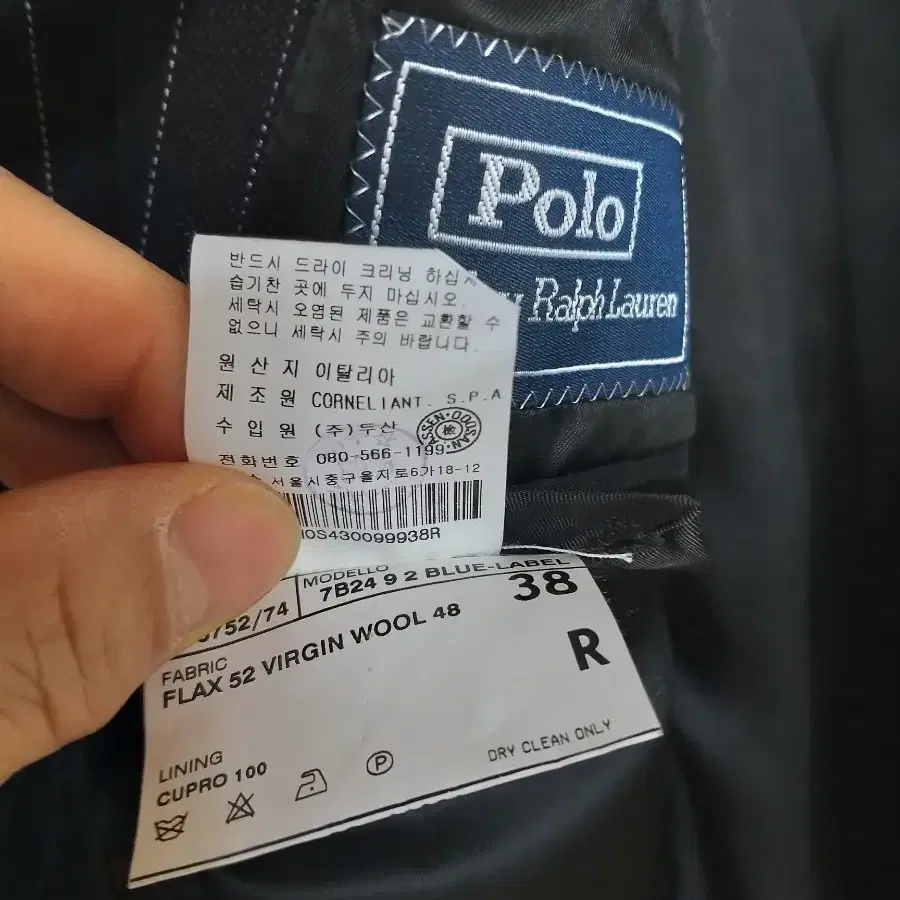 Polo
Ralph Lauren
반드시 드라이 크리닝 하십시
습기찬 곳에 두지 마십시오.
세탁시 오염된 제품은 교환할 수
없으니 세탁시 주의 바랍니다.
원 산 지 이탈리아
제 조 원 CORNELIANT. S.P.A
수 입 원 (주)두산
전화번호 080-566-1199
서울시중구을지로6가18-12
OS430099938R
752/74
MODELLO
7B24 9 2 BLUE-LABEL
38
R
FABRIC
FLAX 52 VIRGIN WOOL 48
LINING
CUPRO 100
P
DRY CLEAN ONLY